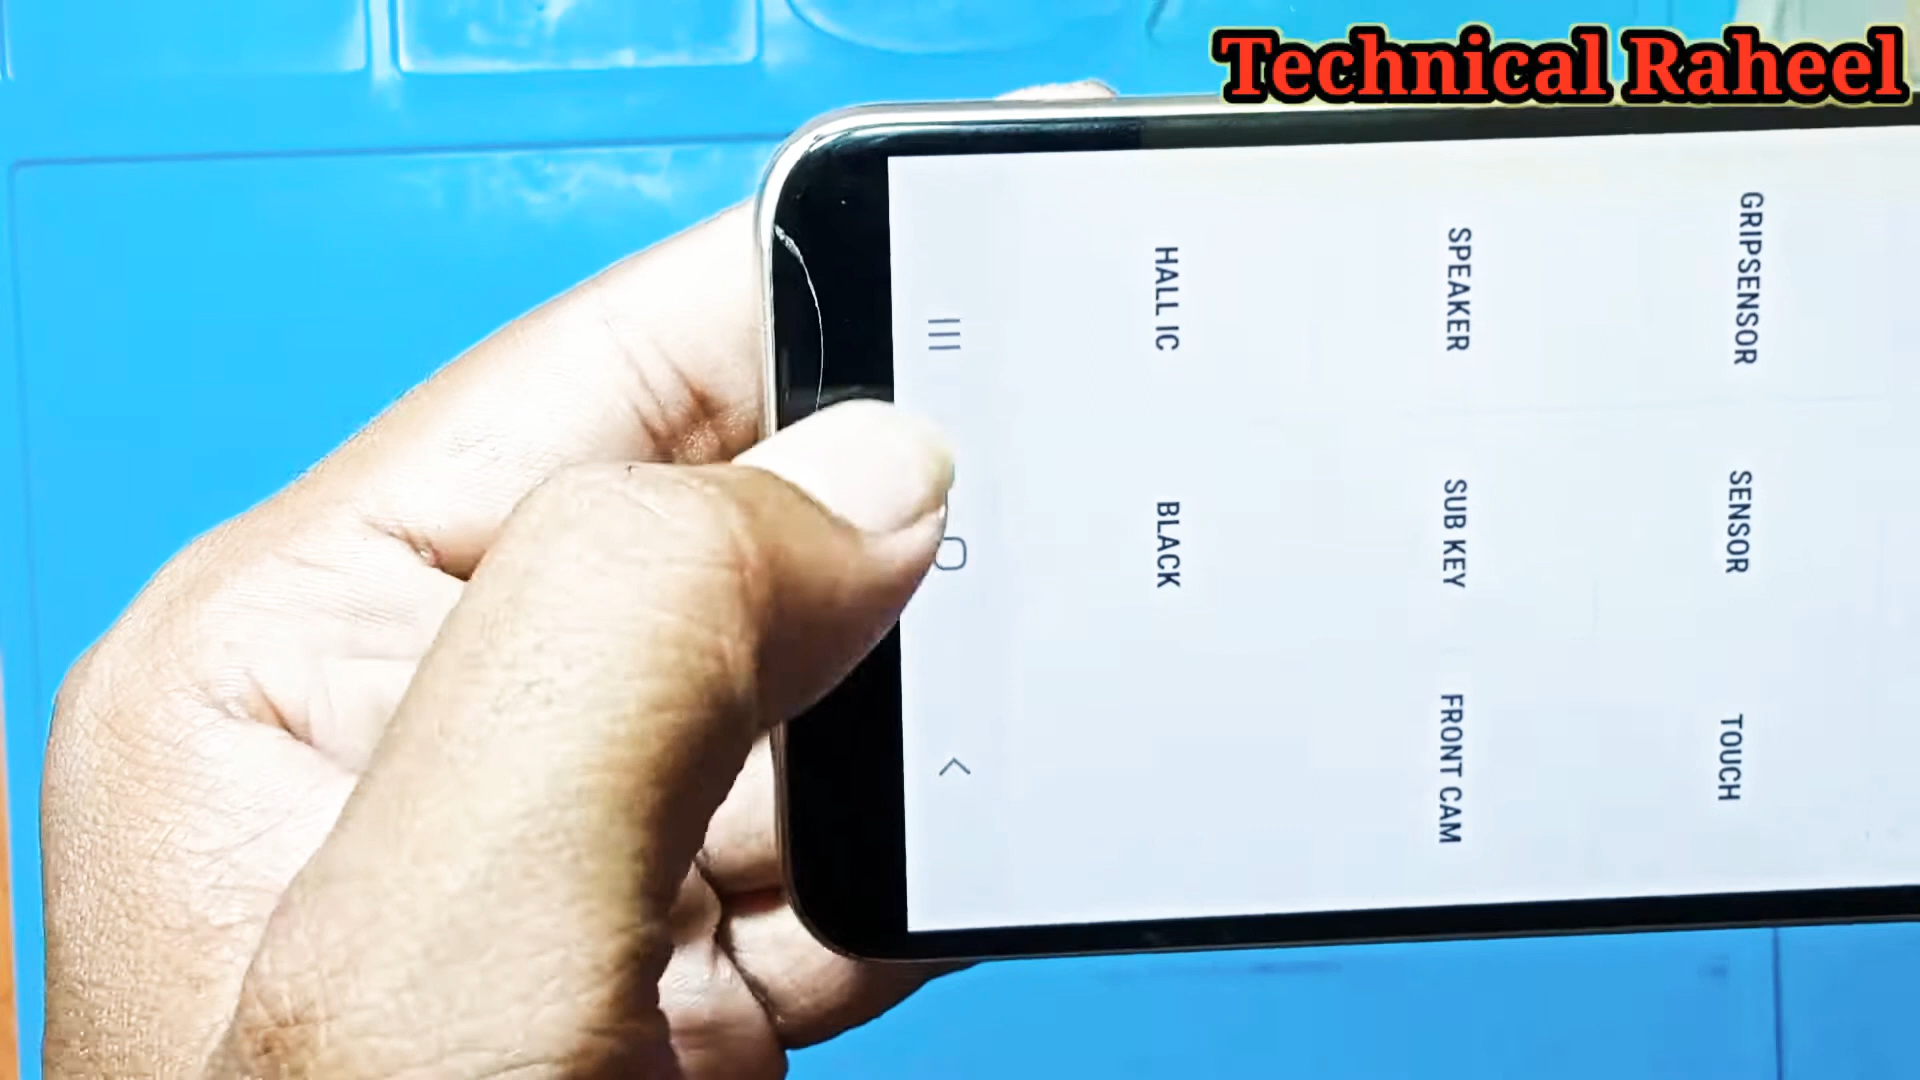 Technical Raheel
TOUCH SENSOR GRIPSENSOR
FRONT CAM SUB KEY SPEAKER
BLACK HALL IC